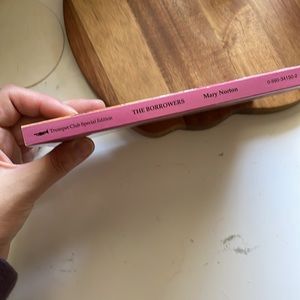 Trumpet Club Special Edition THE BORROWERS Mary Norton